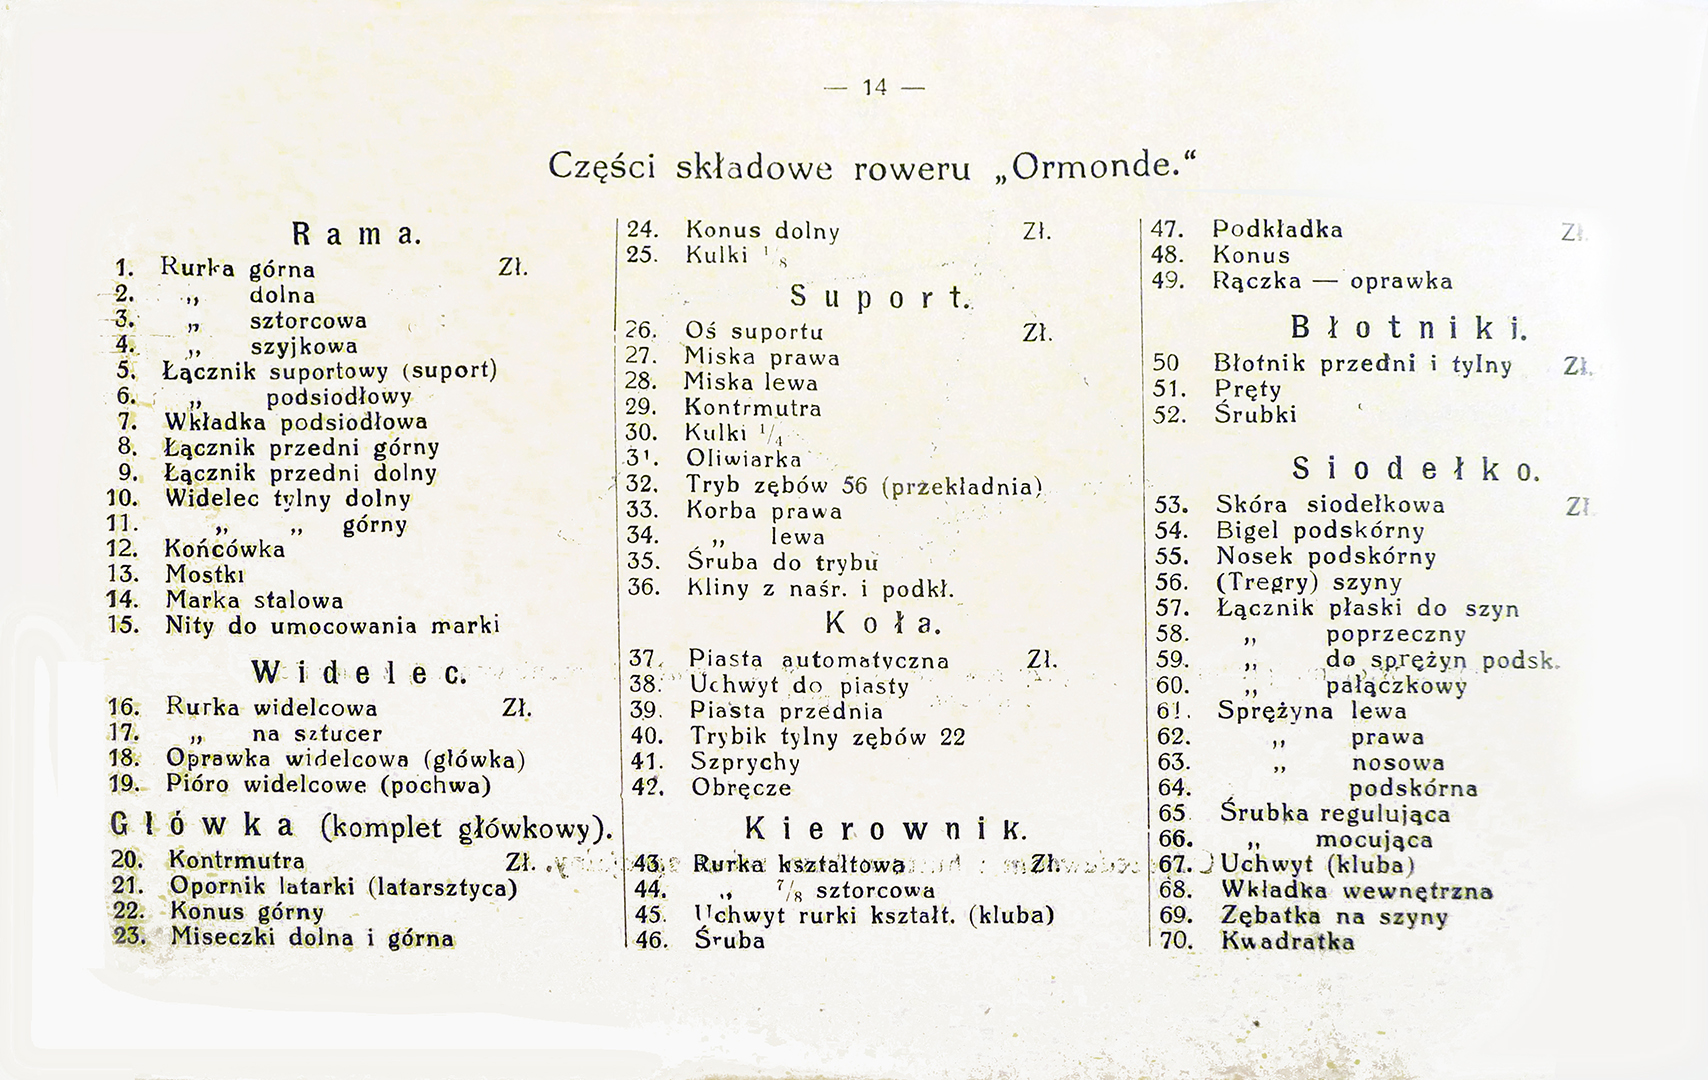 — 14 —
Części składowe roweru „Ormonde.“
Rama.
1. Rurka górna Zł.
2. „ dolna
3. „ sztorcowa
4. „ szyjkowa
5. Łącznik suportowy (suport)
6. „ podsiodłowy
7. Wkładka podsiodłowa
8. Łącznik przedni górny
9. Łącznik przedni dolny
10. Widelec tylny dolny
11. „ „ górny
12. Końcówka
13. Mostki
14. Marka stalowa
15. Nity do umocowania marki
Widelec.
16. Rurka widelcowa Zł.
17. „ na sztucer
18. Oprawka widelcowa (główka)
19. Pióro widelcowe (pochwa)
Główka (komplet główkowy).
20. Kontrmutra Zł.
21. Opornik latarki (latarsztyca)
22. Konus górny
23. Miseczki dolna i górna
24. Konus dolny Zł.
25. Kulki 1/8
Suport.
26. Oś suportu Zł.
27. Miska prawa
28. Miska lewa
29. Kontrmutra
30. Kulki 1/4
31. Oliwiarka
32. Tryb zębów 56 (przekładnia)
33. Korba prawa
34. „ lewa
35. Śruba do trybu
36. Kliny z naśr. i podkł.
Koła.
37. Piasta automatyczna Zł.
38. Uchwyt do piasty
39. Piasta przednia
40. Trybik tylny zębów 22
41. Szprychy
42. Obręcze
Kierownik.
43. Rurka kształtowa Zł.
44. „ 7/8 sztorcowa
45. Uchwyt rurki kształt. (kluba)
46. Śruba
47. Podkładka Zł.
48. Konus
49. Rączka — oprawka
Błotniki.
50 Błotnik przedni i tylny Zł.
51. Pręty
52. Śrubki
Siodełko.
53. Skóra siodełkowa Zł
54. Bigel podskórny
55. Nosek podskórny
56. (Tregry) szyny
57. Łącznik płaski do szyn
58. „ poprzeczny
59. „ do sprężyn podsk.
60. „ pałączkowy
61. Sprężyna lewa
62. „ prawa
63. „ nosowa
64. podskórna
65. Śrubka regulująca
66. „ mocująca
67. Uchwyt (kluba)
68. Wkładka wewnętrzna
69. Zębatka na szyny
70. Kwadratka